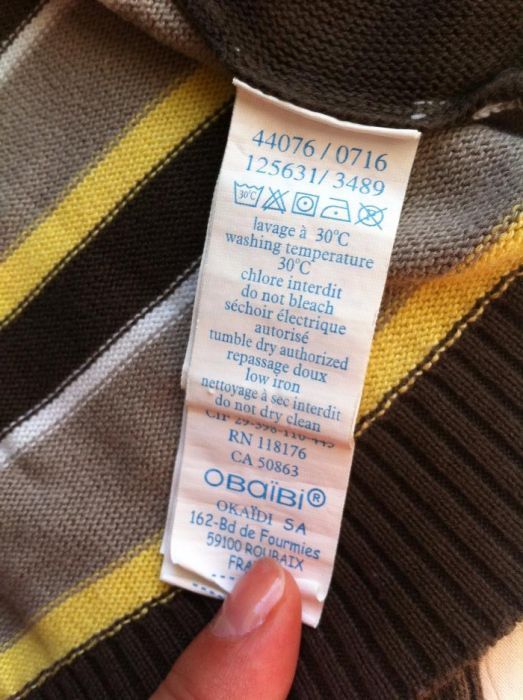 44076 / 0716
125631/ 3489
30°C
lavage à 30°C
washing temperature
30°C
chlore interdit
do not bleach
séchoir électrique
autorisé
tumble dry authorized
repassage doux
low iron
nettoyage à sec interdit
do not dry clean
RN 118176
CA 50863
OBAÏBI®
OKAÏDI SA
162-Bd de Fourmies
59100 ROUBAIX